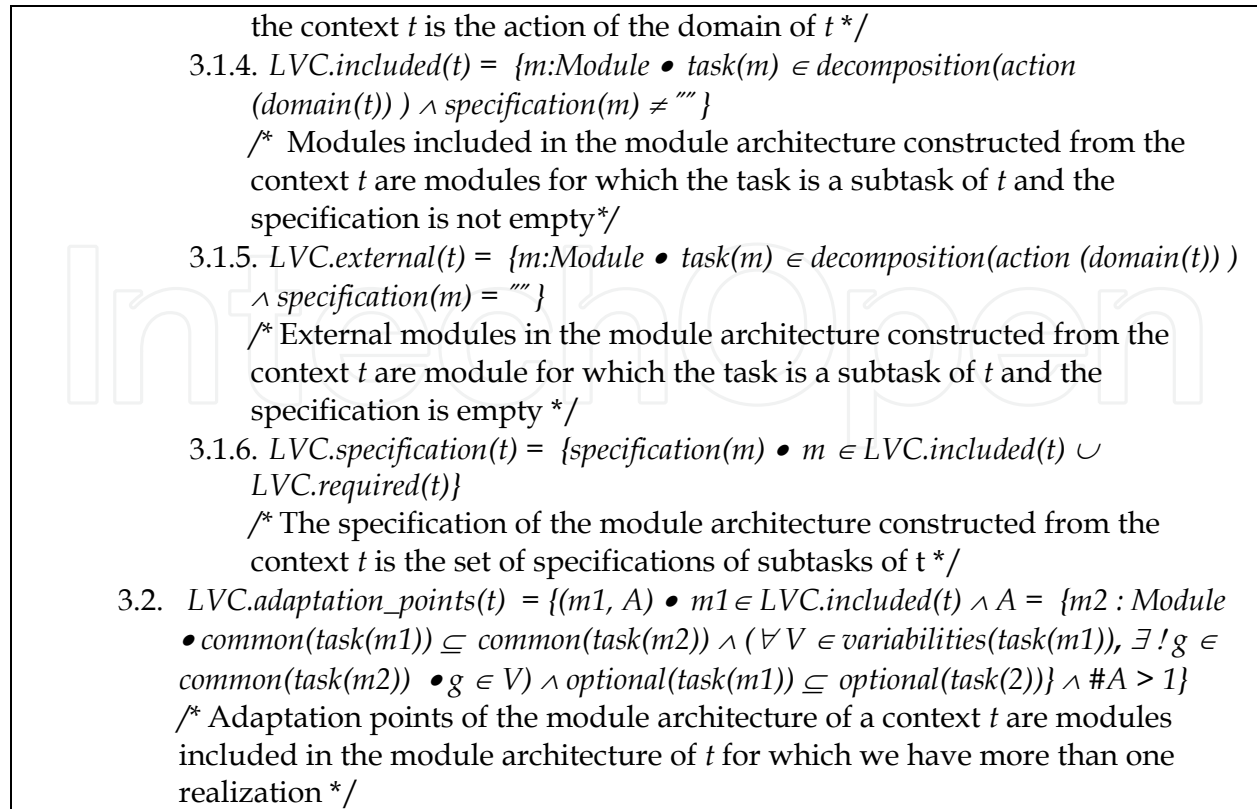 the context t is the action of the domain of t */
3.1.4. LVC.included(t) = {m:Module • task(m) ∈ decomposition(action
(domain(t)) ) ∧ specification(m) ≠ "" }
/* Modules included in the module architecture constructed from the
context t are modules for which the task is a subtask of t and the
specification is not empty*/
3.1.5. LVC.external(t) = {m:Module • task(m) ∈ decomposition(action (domain(t)) )
∧ specification(m) = "" }
/* External modules in the module architecture constructed from the
context t are module for which the task is a subtask of t and the
specification is empty */
3.1.6. LVC.specification(t) = {specification(m) • m ∈ LVC.included(t) ∪
LVC.required(t)}
/* The specification of the module architecture constructed from the
context t is the set of specifications of subtasks of t */
3.2. LVC.adaptation_points(t) = {(m1, A) • m1 ∈ LVC.included(t) ∧ A = {m2 : Module
• common(task(m1)) ⊆ common(task(m2)) ∧ (∀ V ∈ variabilities(task(m1)), ∃ ! g ∈
common(task(m2)) • g ∈ V) ∧ optional(task(m1)) ⊆ optional(task(2))} ∧ #A > 1}
/* Adaptation points of the module architecture of a context t are modules
included in the module architecture of t for which we have more than one
realization */
IntechOpen